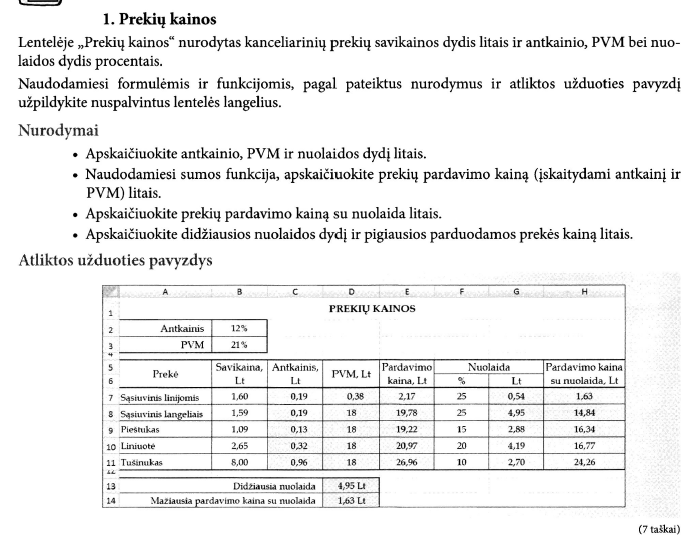 1. Prekių kainos
Lentelėje „Prekių kainos“ nurodytas kanceliarinių prekių savikainos dydis litais ir antkainio, PVM bei nuo-
laidos dydis procentais.
Naudodamiesi formulėmis ir funkcijomis, pagal pateiktus nurodymus ir atliktos užduoties pavyzdį
užpildykite nuspalvintus lentelės langelius.
Nurodymai
• Apskaičiuokite antkainio, PVM ir nuolaidos dydį litais.
• Naudodamiesi sumos funkcija, apskaičiuokite prekių pardavimo kainą (įskaitydami antkainį ir
PVM) litais.
• Apskaičiuokite prekių pardavimo kainą su nuolaida litais.
• Apskaičiuokite didžiausios nuolaidos dydį ir pigiausios parduodamos prekės kainą litais.
Atliktos užduoties pavyzdys
A B C D E F G H
1 PREKIŲ KAINOS
2 Antkainis 12%
3 PVM 21%
4
5 Prekė Savikaina, Antkainis, PVM, Lt Pardavimo Nuolaida Pardavimo kaina
6 Lt Lt kaina, Lt % Lt su nuolaida, Lt
7 Sąsiuvinis linijomis 1,60 0,19 0,38 2,17 25 0,54 1,63
8 Sąsiuvinis langeliais 1,59 0,19 18 19,78 25 4,95 14,84
9 Pieštukas 1,09 0,13 18 19,22 15 2,88 16,34
10 Liniuotė 2,65 0,32 18 20,97 20 4,19 16,77
11 Tušinukas 8,00 0,96 18 26,96 10 2,70 24,26
13 Didžiausia nuolaida 4,95 Lt
14 Mažiausia pardavimo kaina su nuolaida 1,63 Lt
(7 taškai)